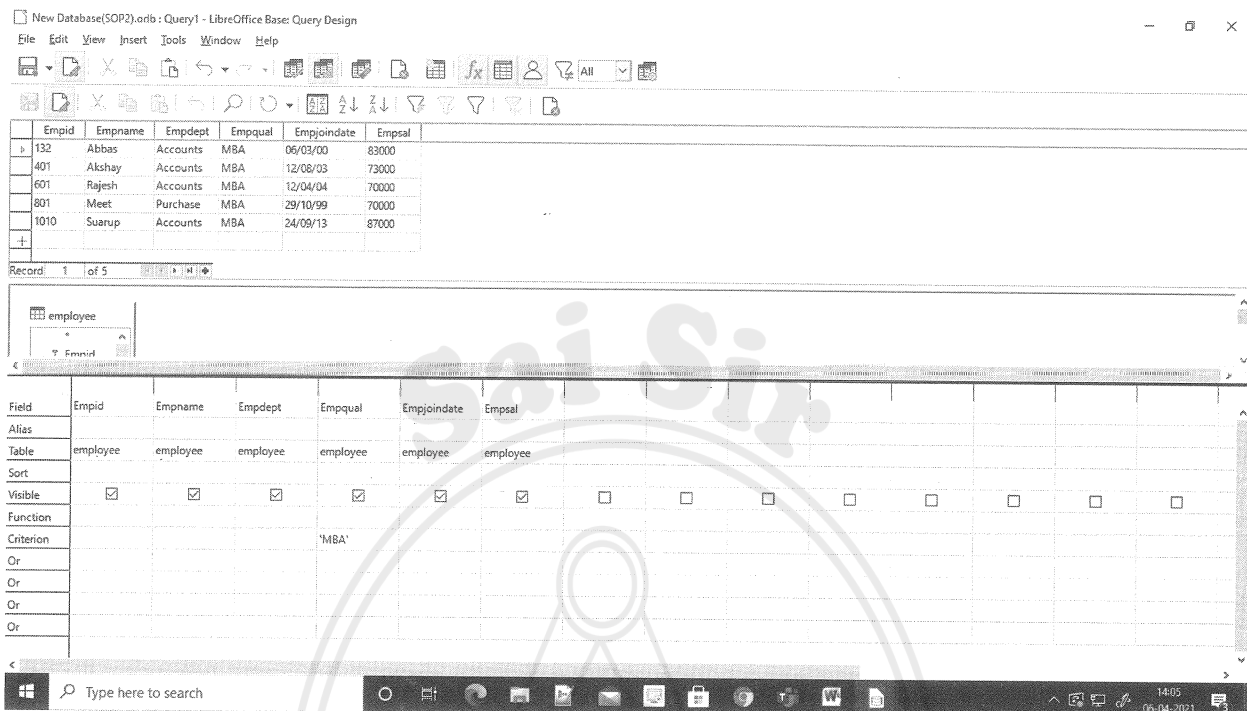 New Database(SOP2).odb : Query1 - LibreOffice Base: Query Design
File Edit View Insert Tools Window Help
All
Empid Empname Empdept Empqual Empjoindate Empsal
132 Abbas Accounts MBA 06/03/00 83000
401 Akshay Accounts MBA 12/08/03 73000
601 Rajesh Accounts MBA 12/04/04 70000
801 Meet Purchase MBA 29/10/99 70000
1010 Suarup Accounts MBA 24/09/13 87000
Record 1 of 5
employee
*
Empid
Sai Sir
Field Empid Empname Empdept Empqual Empjoindate Empsal
Alias
Table employee employee employee employee employee employee
Sort
Visible
Function
Criterion 'MBA'
Or
Or
Or
Or
Type here to search
14:05
06-04-2021